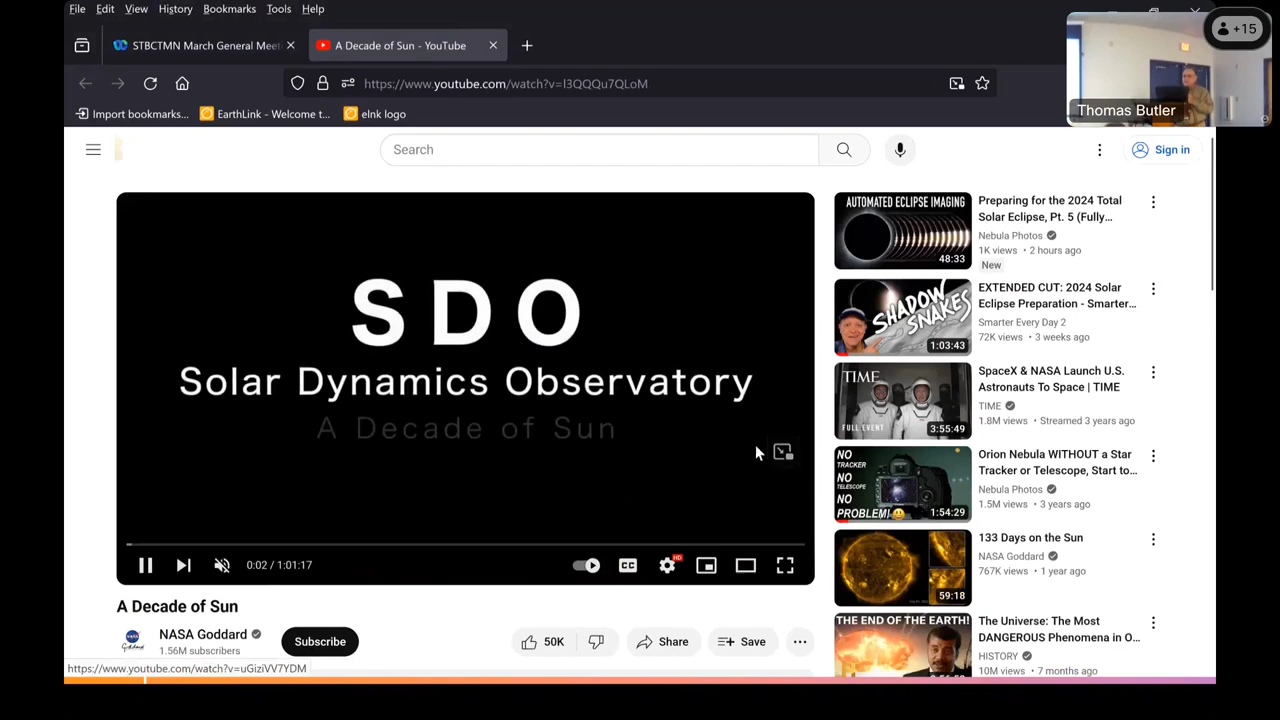 File Edit View History Bookmarks Tools Help
+15
STBCTMN March General Meet
A Decade of Sun - YouTube
https://www.youtube.com/watch?v=l3QQQu7QLoM
Import bookmarks...
EarthLink - Welcome t...
elnk logo
Thomas Butler
Search
Sign in
SDO
Solar Dynamics Observatory
A Decade of Sun
0:02 / 1:01:17
CC
HD
A Decade of Sun
NASA Goddard
1.56M subscribers
Subscribe
50K
Share
Save
https://www.youtube.com/watch?v=uGiziVV7YDM
AUTOMATED ECLIPSE IMAGING
48:33
Preparing for the 2024 Total
Solar Eclipse, Pt. 5 (Fully...
Nebula Photos
1K views • 2 hours ago
New
SHADOW
SNAKES
1:03:43
EXTENDED CUT: 2024 Solar
Eclipse Preparation - Smarter...
Smarter Every Day 2
72K views • 3 weeks ago
TIME
FULL EVENT
3:55:49
SpaceX & NASA Launch U.S.
Astronauts To Space | TIME
TIME
1.8M views • Streamed 3 years ago
NO
TRACKER
NO
TELESCOPE
NO
PROBLEM!
1:54:29
Orion Nebula WITHOUT a Star
Tracker or Telescope, Start to...
Nebula Photos
1.5M views • 3 years ago
59:18
133 Days on the Sun
NASA Goddard
767K views • 1 year ago
THE END OF THE EARTH!
The Universe: The Most
DANGEROUS Phenomena in O...
HISTORY
10M views • 7 months ago